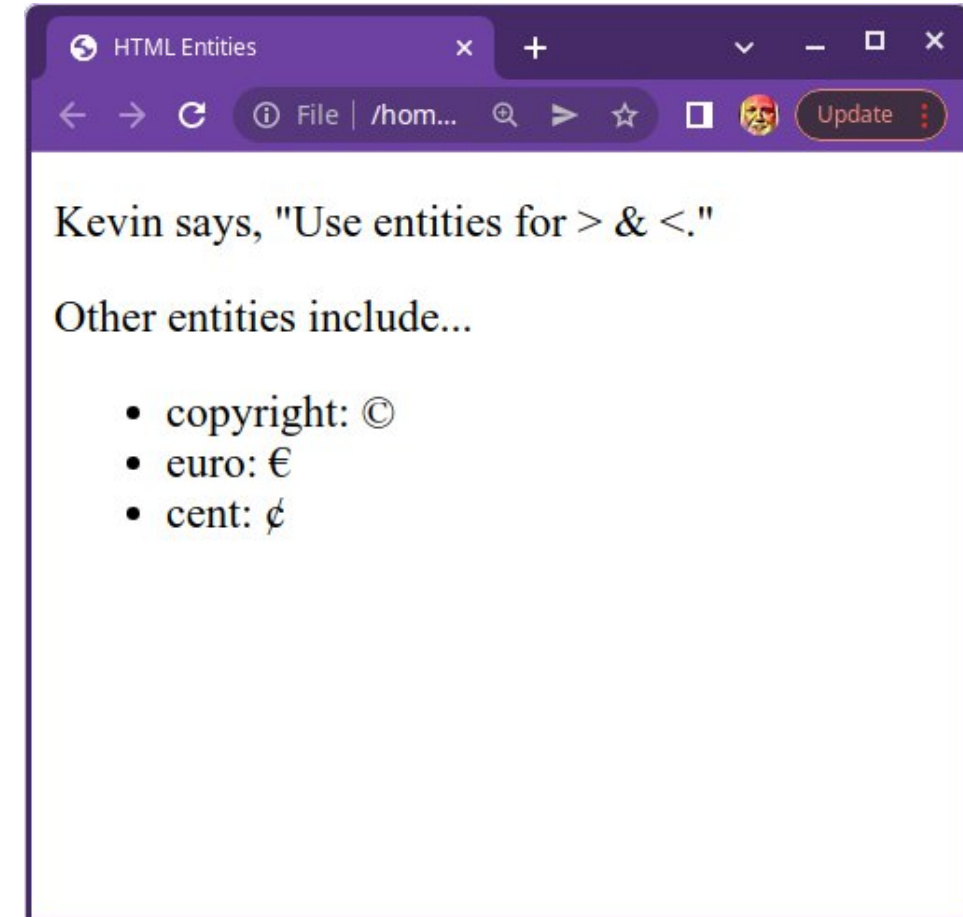 HTML Entities
File | /hom... Update
Kevin says, "Use entities for > & <."
Other entities include...
• copyright: ©
• euro: €
• cent: ¢